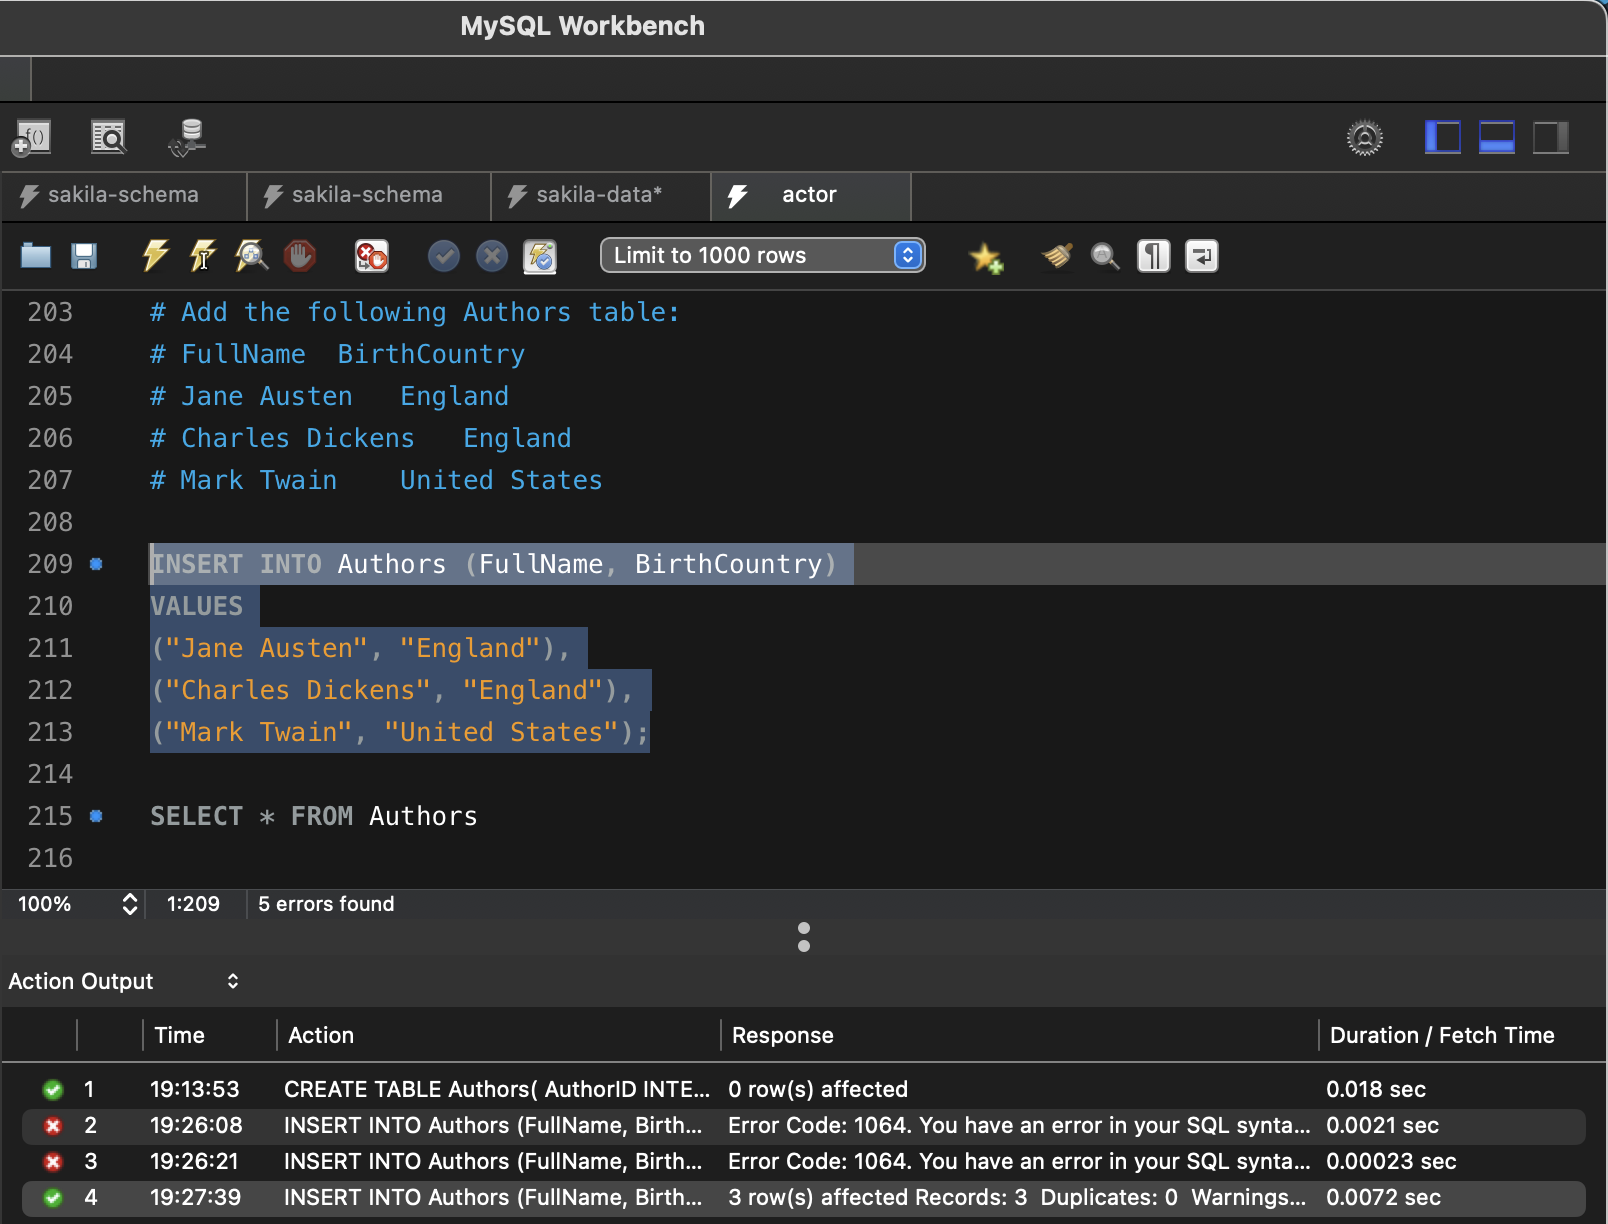 MySQL Workbench
f()
sakila-schema sakila-schema sakila-data* actor
Limit to 1000 rows
203 # Add the following Authors table:
204 # FullName  BirthCountry
205 # Jane Austen   England
206 # Charles Dickens   England
207 # Mark Twain    United States
208
209 INSERT INTO Authors (FullName, BirthCountry)
210 VALUES
211 ("Jane Austen", "England"),
212 ("Charles Dickens", "England"),
213 ("Mark Twain", "United States");
214
215 SELECT * FROM Authors
216
100% 1:209 5 errors found
Action Output
Time Action Response Duration / Fetch Time
1 19:13:53 CREATE TABLE Authors( AuthorID INTE... 0 row(s) affected 0.018 sec
2 19:26:08 INSERT INTO Authors (FullName, Birth... Error Code: 1064. You have an error in your SQL synta... 0.0021 sec
3 19:26:21 INSERT INTO Authors (FullName, Birth... Error Code: 1064. You have an error in your SQL synta... 0.00023 sec
4 19:27:39 INSERT INTO Authors (FullName, Birth... 3 row(s) affected Records: 3  Duplicates: 0  Warnings... 0.0072 sec